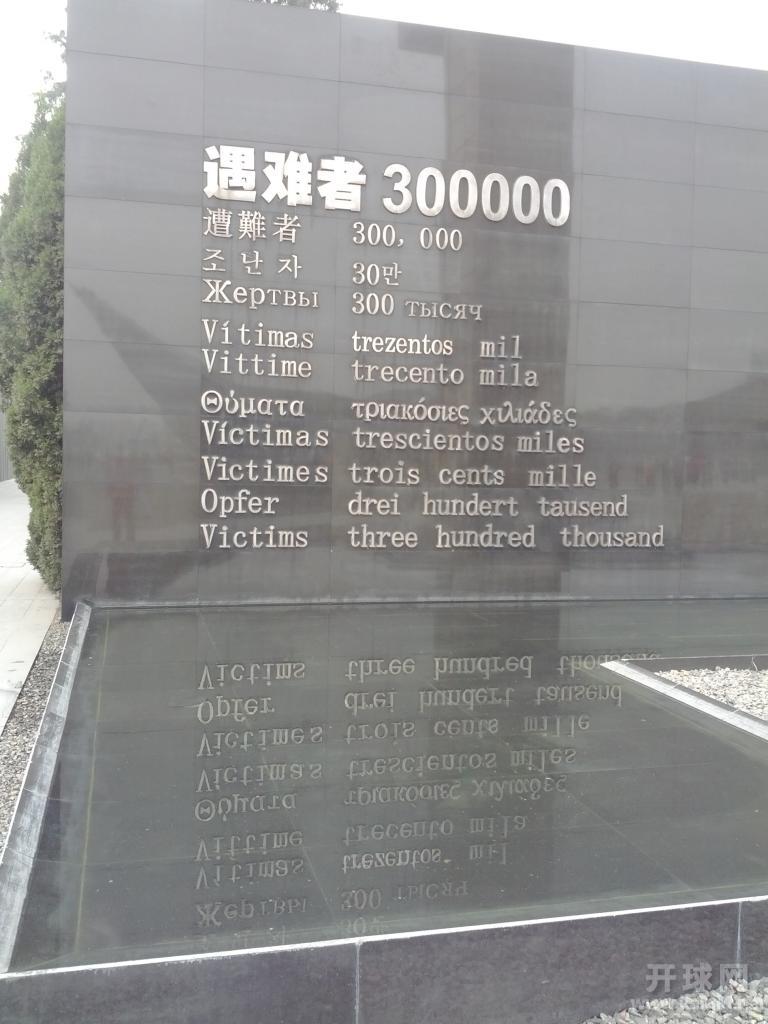 遇难者 300000
遭難者 300,000
조난자 30만
Жертвы 300 тысяч
Vítimas trezentos mil
Vittime trecento mila
Θύματα τριακόσιες χιλιάδες
Víctimas trescientos miles
Victimes trois cents mille
Opfer drei hundert tausend
Victims three hundred thousand
开球网